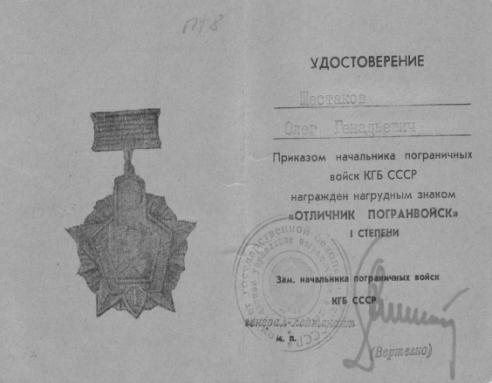 УДОСТОВЕРЕНИЕ
Шестаков
Олег Генадьевич
Приказом начальника пограничных
войск КГБ СССР
награжден нагрудным знаком
«ОТЛИЧНИК ПОГРАНВОЙСК»
I СТЕПЕНИ
Зам. начальника пограничных войск
КГБ СССР
генерал-лейтенант
м. п.
(Вертелко)